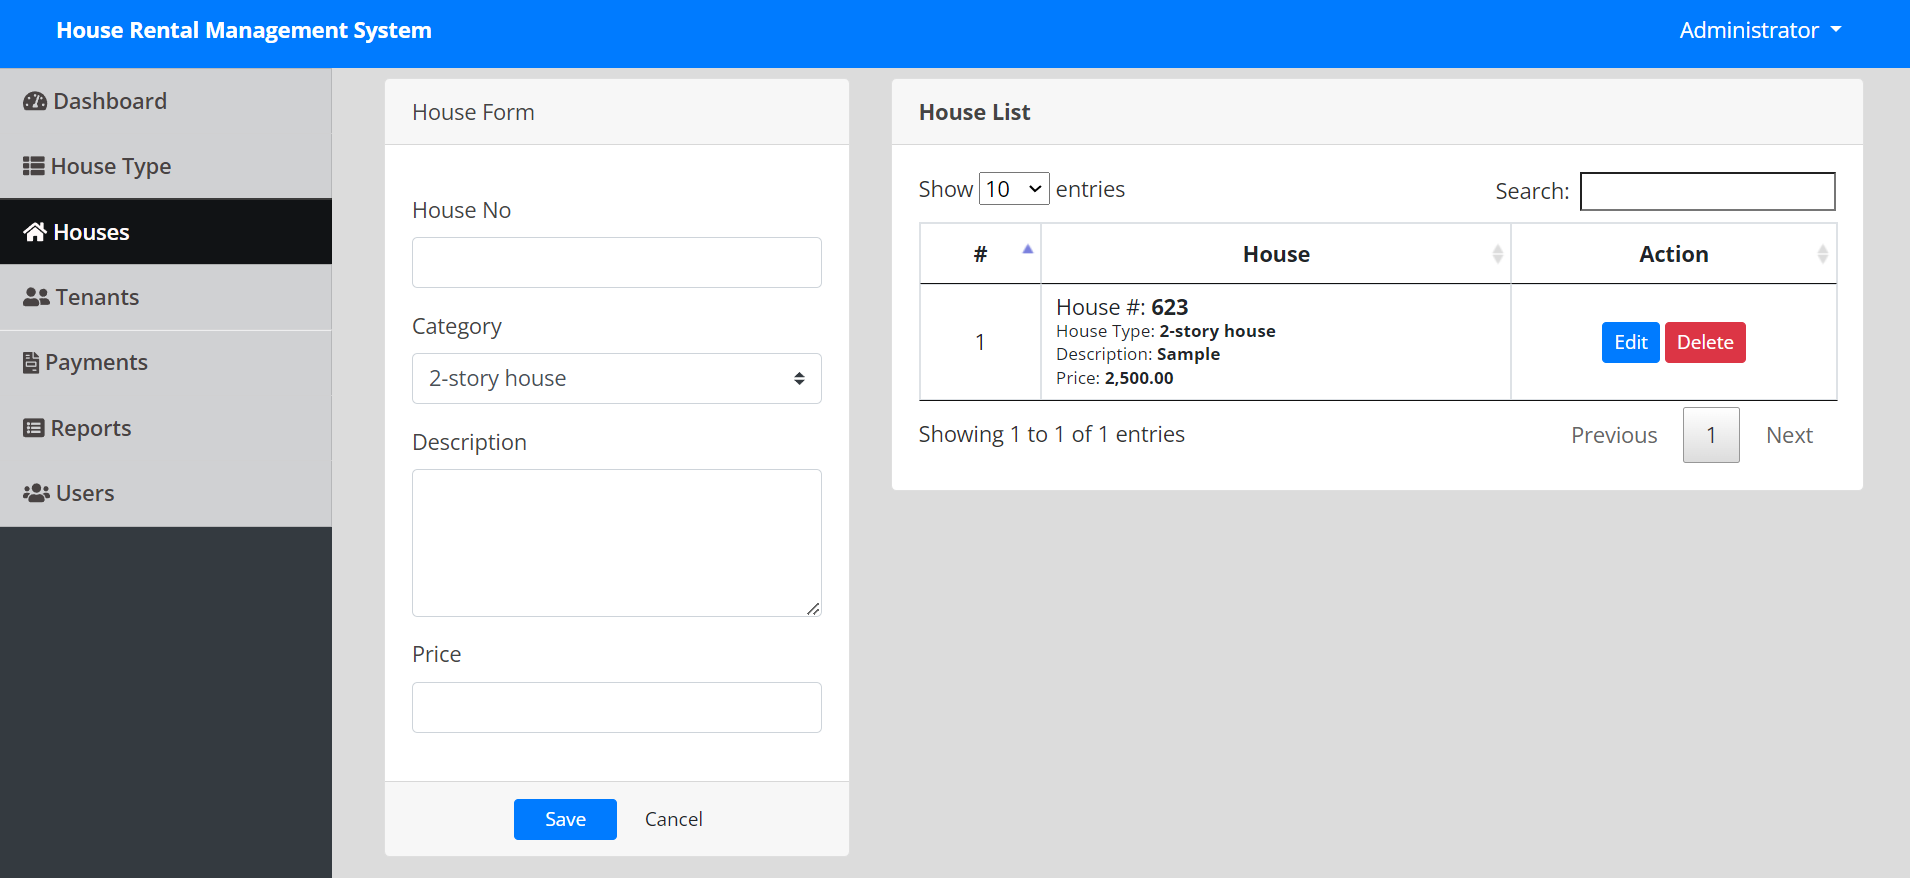 House Rental Management System
Administrator
Dashboard
House Type
Houses
Tenants
Payments
Reports
Users
House Form
House No
Category
2-story house
Description
Price
Save Cancel
House List
Show 10 entries
Search:
# House Action
1
House #: 623
House Type: 2-story house
Description: Sample
Price: 2,500.00
Edit Delete
Showing 1 to 1 of 1 entries
Previous 1 Next